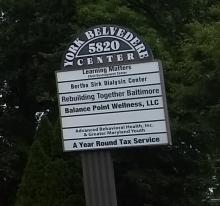 YORK BELVEDERE
5820
CENTER
Learning Matters
Bertha Sirk Dialysis Center
Rebuilding Together Baltimore
Balance Point Wellness, LLC
Advanced Behavioral Health, Inc.
& Greater Maryland Youth
A Year Round Tax Service